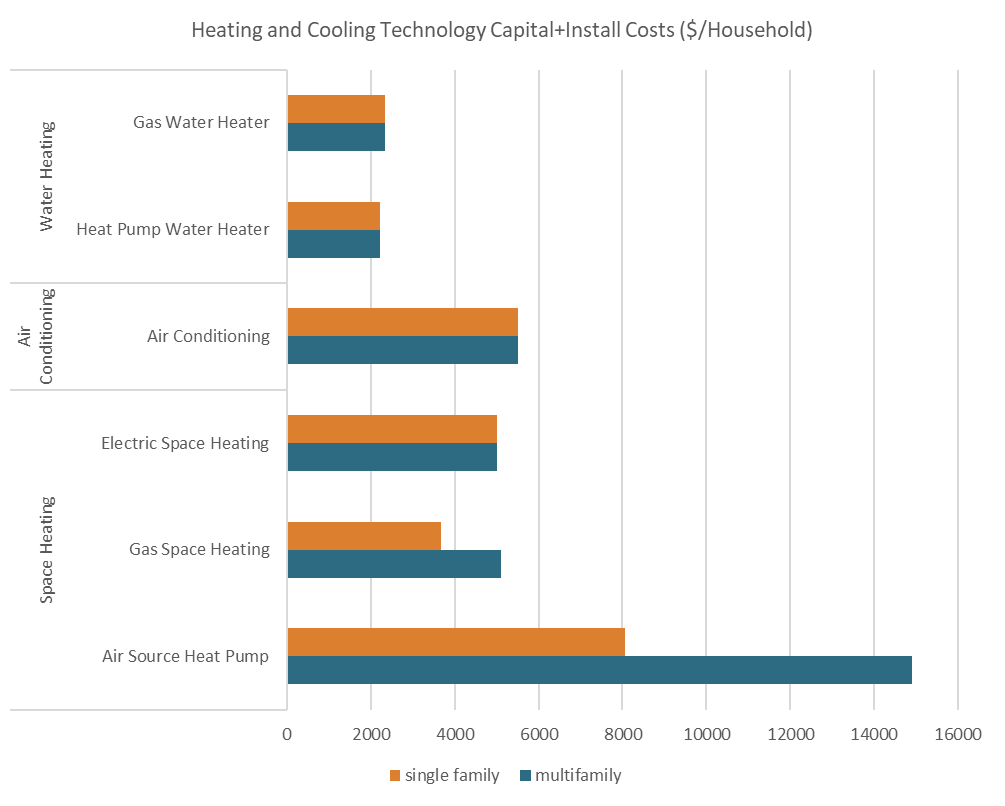 Heating and Cooling Technology Capital+Install Costs ($/Household)
Water Heating
Gas Water Heater
Heat Pump Water Heater
Air
Conditioning
Air Conditioning
Space Heating
Electric Space Heating
Gas Space Heating
Air Source Heat Pump
0 2000 4000 6000 8000 10000 12000 14000 16000
single family multifamily